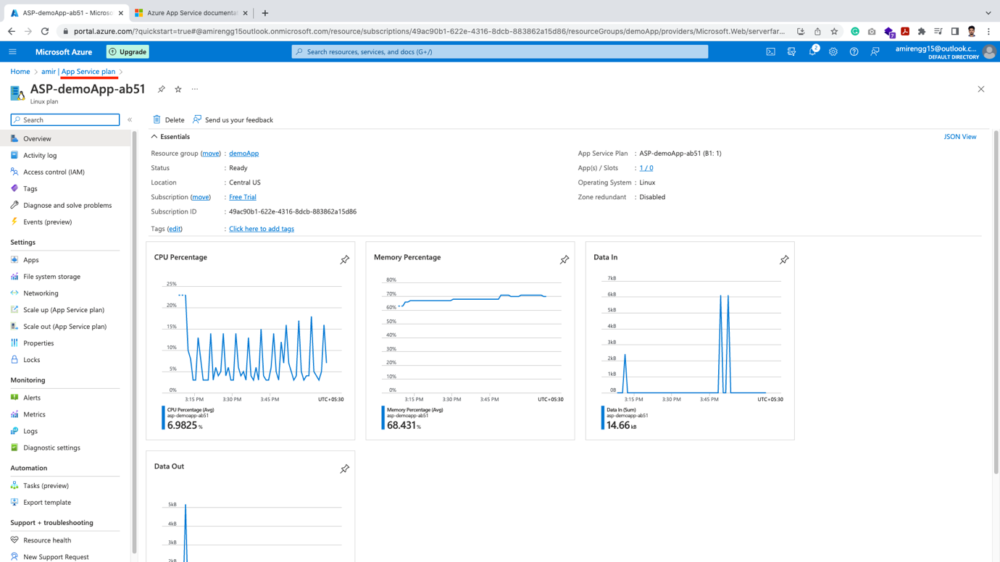 ASP-demoApp-ab51 - Microso
Azure App Service documentat
portal.azure.com/?quickstart=true#@amirengg15outlook.onmicrosoft.com/resource/subscriptions/49ac90b1-622e-4316-8dcb-883862a15d86/resourceGroups/demoApp/providers/Microsoft.Web/serverfar...
7
Microsoft Azure
Upgrade
Search resources, services, and docs (G+/)
2
amirengg15@outlook.c...
DEFAULT DIRECTORY
Home > amir | App Service plan >
ASP-demoApp-ab51
Linux plan
Search
Overview
Activity log
Access control (IAM)
Tags
Diagnose and solve problems
Events (preview)
Settings
Apps
File system storage
Networking
Scale up (App Service plan)
Scale out (App Service plan)
Properties
Locks
Monitoring
Alerts
Metrics
Logs
Diagnostic settings
Automation
Tasks (preview)
Export template
Support + troubleshooting
Resource health
New Support Request
Delete
Send us your feedback
Essentials
JSON View
Resource group (move) : demoApp
Status : Ready
Location : Central US
Subscription (move) : Free Trial
Subscription ID : 49ac90b1-622e-4316-8dcb-883862a15d86
Tags (edit) : Click here to add tags
App Service Plan : ASP-demoApp-ab51 (B1: 1)
App(s) / Slots : 1 / 0
Operating System : Linux
Zone redundant : Disabled
CPU Percentage
25%
20%
15%
10%
5%
0%
3:15 PM 3:30 PM 3:45 PM UTC+05:30
CPU Percentage (Avg)
asp-demoapp-ab51
6.9825 %
Memory Percentage
80%
70%
60%
50%
40%
30%
20%
10%
0%
3:15 PM 3:30 PM 3:45 PM UTC+05:30
Memory Percentage (Avg)
asp-demoapp-ab51
68.431 %
Data In
7kB
6kB
5kB
4kB
3kB
2kB
1kB
0B
3:15 PM 3:30 PM 3:45 PM UTC+05:30
Data In (Sum)
asp-demoapp-ab51
14.66 kB
Data Out
5kB
4kB
3kB
2kB